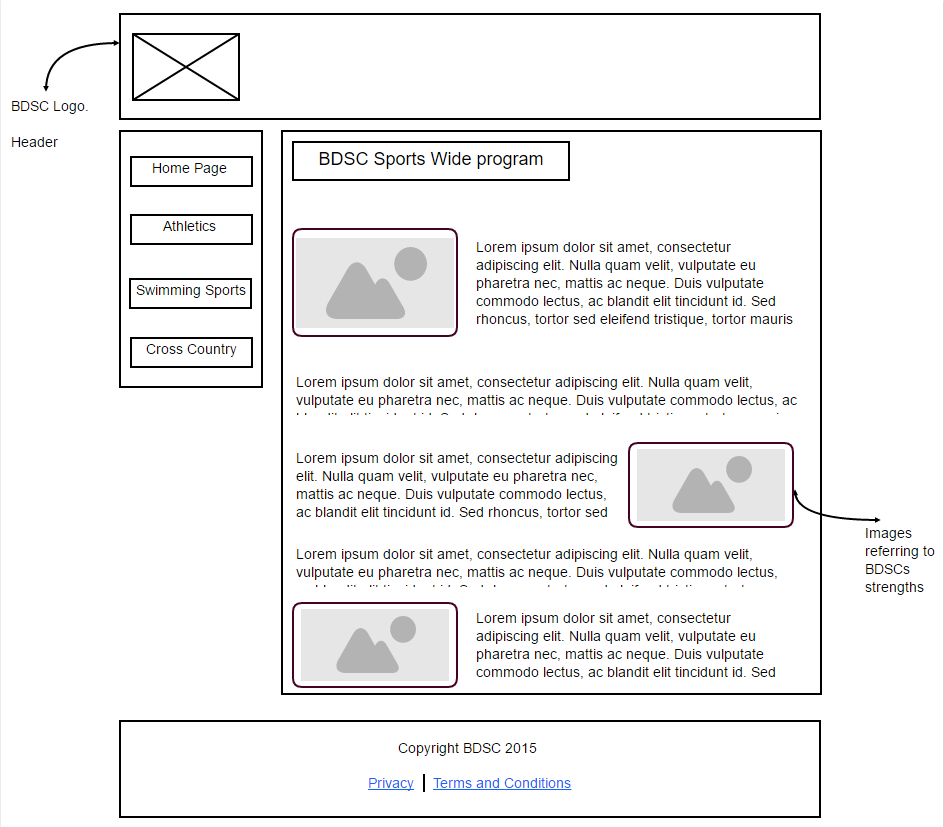 BDSC Logo.
Header
Home Page
Athletics
Swimming Sports
Cross Country
BDSC Sports Wide program
Lorem ipsum dolor sit amet, consectetur
adipiscing elit. Nulla quam velit, vulputate eu
pharetra nec, mattis ac neque. Duis vulputate
commodo lectus, ac blandit elit tincidunt id. Sed
rhoncus, tortor sed eleifend tristique, tortor mauris
Lorem ipsum dolor sit amet, consectetur adipiscing elit. Nulla quam velit,
vulputate eu pharetra nec, mattis ac neque. Duis vulputate commodo lectus, ac
Lorem ipsum dolor sit amet, consectetur adipiscing
elit. Nulla quam velit, vulputate eu pharetra nec,
mattis ac neque. Duis vulputate commodo lectus,
ac blandit elit tincidunt id. Sed rhoncus, tortor sed
Images
referring to
BDSCs
strengths
Lorem ipsum dolor sit amet, consectetur adipiscing elit. Nulla quam velit,
vulputate eu pharetra nec, mattis ac neque. Duis vulputate commodo lectus,
Lorem ipsum dolor sit amet, consectetur
adipiscing elit. Nulla quam velit, vulputate eu
pharetra nec, mattis ac neque. Duis vulputate
commodo lectus, ac blandit elit tincidunt id. Sed
Copyright BDSC 2015
Privacy | Terms and Conditions